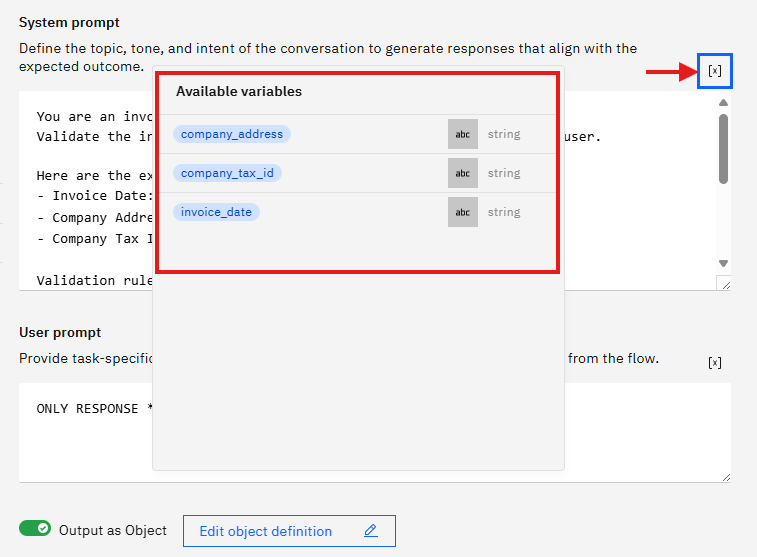 System prompt
Define the topic, tone, and intent of the conversation to generate responses that align with the
expected outcome.
[x]
Available variables
You are an invo
Validate the in user.
company_address abc string
Here are the ex
company_tax_id abc string
- Invoice Date:
invoice_date abc string
- Company Addre
- Company Tax I
Validation rule
User prompt
Provide task-specific from the flow.
[x]
ONLY RESPONSE *
Output as Object
Edit object definition